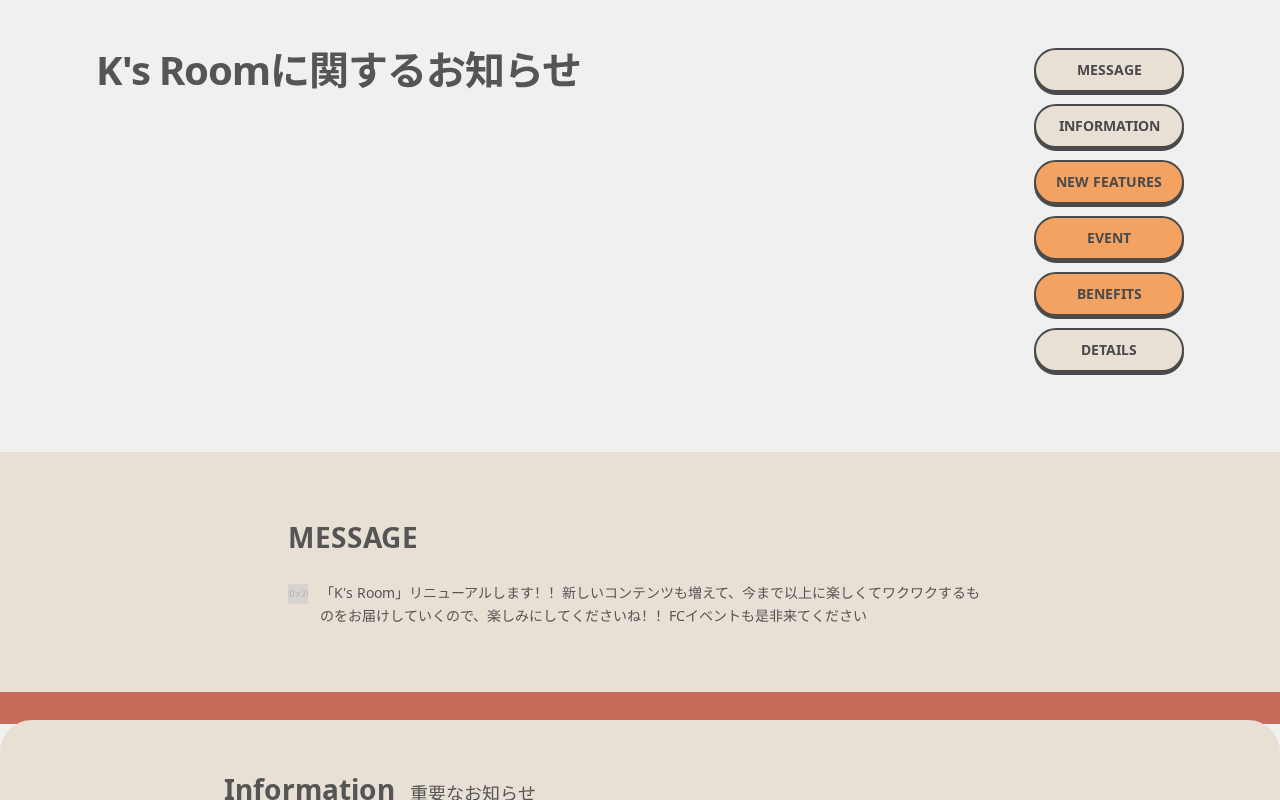 K's Roomに関するお知らせ
MESSAGE
INFORMATION
NEW FEATURES
EVENT
BENEFITS
DETAILS
MESSAGE
「K's Room」リニューアルします！！新しいコンテンツも増えて、今まで以上に楽しくてワクワクするも
のをお届けしていくので、楽しみにしてくださいね！！FCイベントも是非来てください
Information 重要なお知らせ